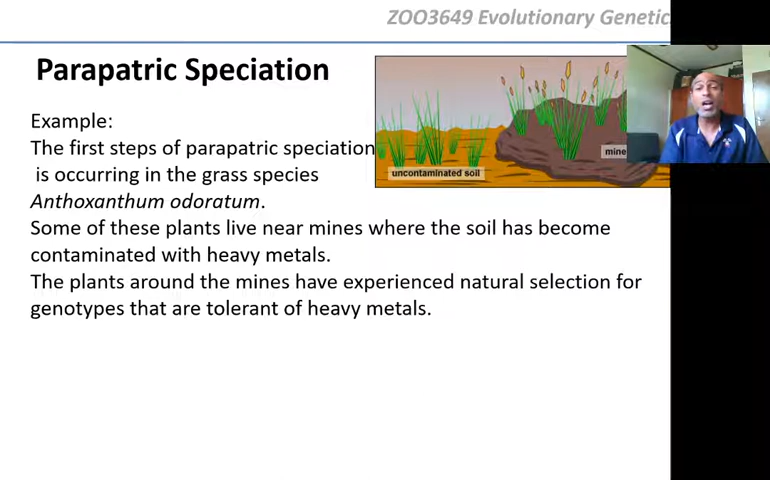 ZOO3649 Evolutionary Genetic
Parapatric Speciation
Example:
The first steps of parapatric speciation
is occurring in the grass species
Anthoxanthum odoratum.
Some of these plants live near mines where the soil has become
contaminated with heavy metals.
The plants around the mines have experienced natural selection for
genotypes that are tolerant of heavy metals.
uncontaminated soil
mine